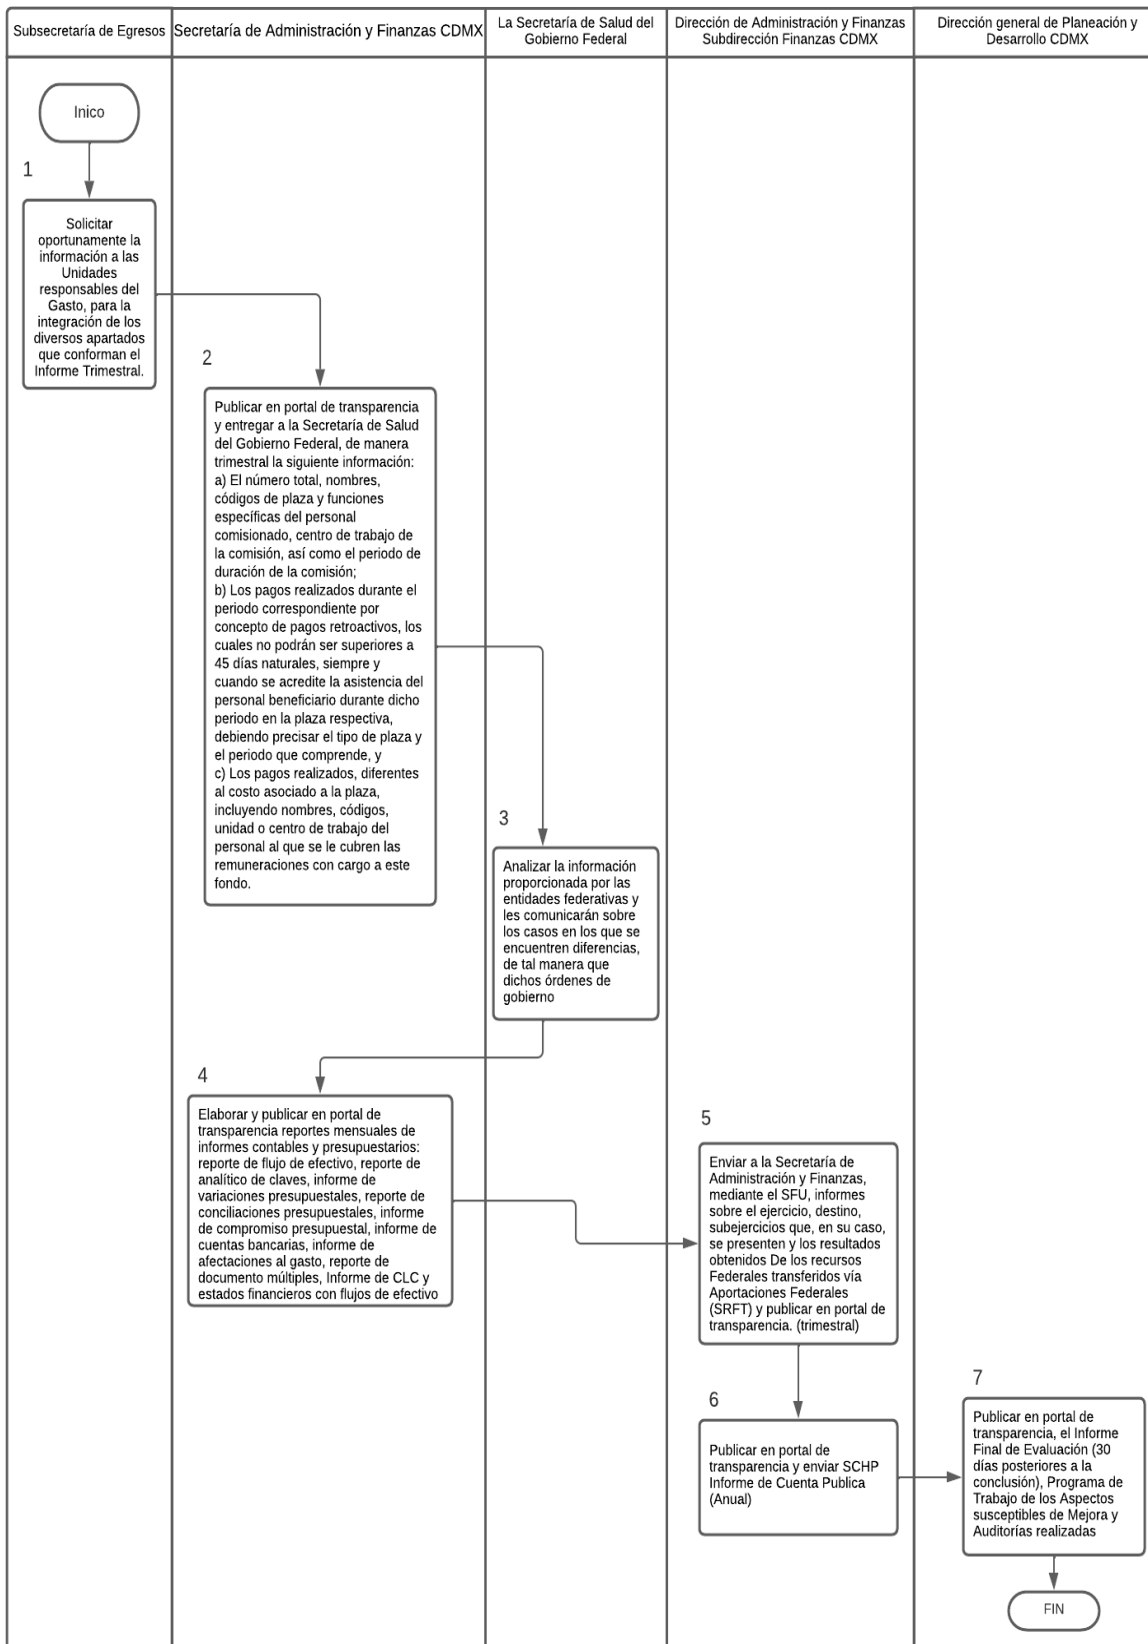 Subsecretaría de Egresos
Secretaría de Administración y Finanzas CDMX
La Secretaría de Salud del
Gobierno Federal
Dirección de Administración y Finanzas
Subdirección Finanzas CDMX
Dirección general de Planeación y
Desarrollo CDMX
Inico
1
Solicitar
oportunamente la
información a las
Unidades
responsables del
Gasto, para la
integración de los
diversos apartados
que conforman el
Informe Trimestral.
2
Publicar en portal de transparencia
y entregar a la Secretaría de Salud
del Gobierno Federal, de manera
trimestral la siguiente información:
a) El número total, nombres,
códigos de plaza y funciones
específicas del personal
comisionado, centro de trabajo de
la comisión, así como el periodo de
duración de la comisión;
b) Los pagos realizados durante el
periodo correspondiente por
concepto de pagos retroactivos, los
cuales no podrán ser superiores a
45 días naturales, siempre y
cuando se acredite la asistencia del
personal beneficiario durante dicho
periodo en la plaza respectiva,
debiendo precisar el tipo de plaza y
el periodo que comprende, y
c) Los pagos realizados, diferentes
al costo asociado a la plaza,
incluyendo nombres, códigos,
unidad o centro de trabajo del
personal al que se le cubren las
remuneraciones con cargo a este
fondo.
3
Analizar la información
proporcionada por las
entidades federativas y
les comunicarán sobre
los casos en los que se
encuentren diferencias,
de tal manera que
dichos órdenes de
gobierno
4
Elaborar y publicar en portal de
transparencia reportes mensuales de
informes contables y presupuestarios:
reporte de flujo de efectivo, reporte de
analítico de claves, informe de
variaciones presupuestales, reporte de
conciliaciones presupuestales, informe
de compromiso presupuestal, informe de
cuentas bancarias, informe de
afectaciones al gasto, reporte de
documento múltiples, Informe de CLC y
estados financieros con flujos de efectivo
5
Enviar a la Secretaría de
Administración y Finanzas,
mediante el SFU, informes
sobre el ejercicio, destino,
subejercicios que, en su caso,
se presenten y los resultados
obtenidos De los recursos
Federales transferidos vía
Aportaciones Federales
(SRFT) y publicar en portal de
transparencia. (trimestral)
6
Publicar en portal de
transparencia y enviar SCHP
Informe de Cuenta Publica
(Anual)
7
Publicar en portal de
transparencia, el Informe
Final de Evaluación (30
días posteriores a la
conclusión), Programa de
Trabajo de los Aspectos
susceptibles de Mejora y
Auditorías realizadas
FIN